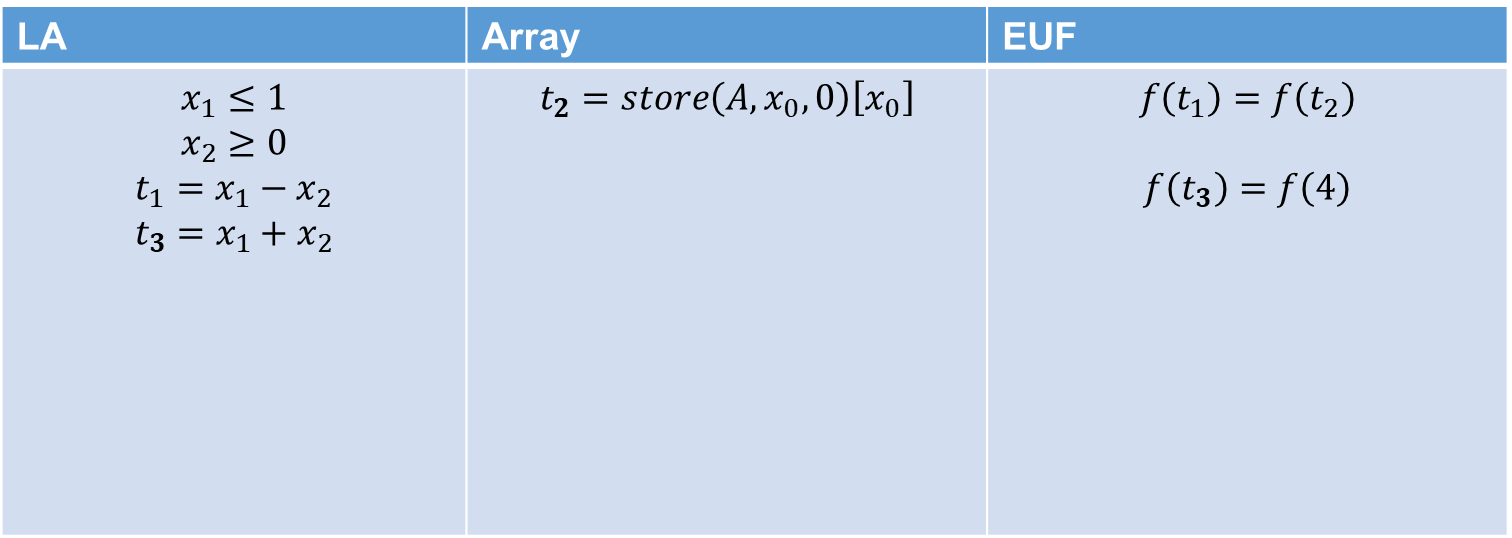 LA
Array
EUF
x₁ ≤ 1
x₂ ≥ 0
t₁ = x₁ − x₂
t₃ = x₁ + x₂
t₂ = store(A, x₀, 0)[x₀]
f(t₁) = f(t₂)
f(t₃) = f(4)